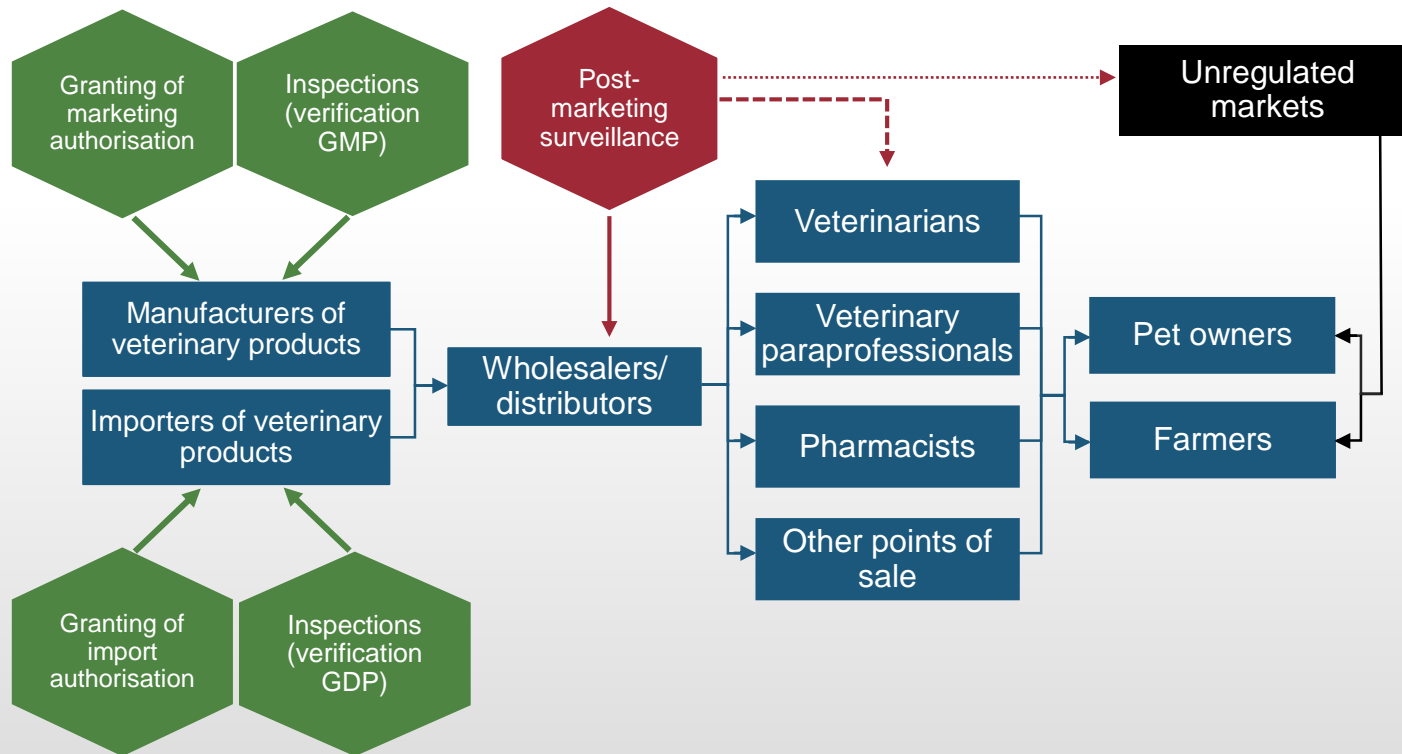 Granting of
marketing
authorisation
Inspections
(verification
GMP)
Post-
marketing
surveillance
Unregulated
markets
Manufacturers of
veterinary products
Importers of veterinary
products
Wholesalers/
distributors
Veterinarians
Veterinary
paraprofessionals
Pharmacists
Other points of
sale
Pet owners
Farmers
Granting of
import
authorisation
Inspections
(verification
GDP)